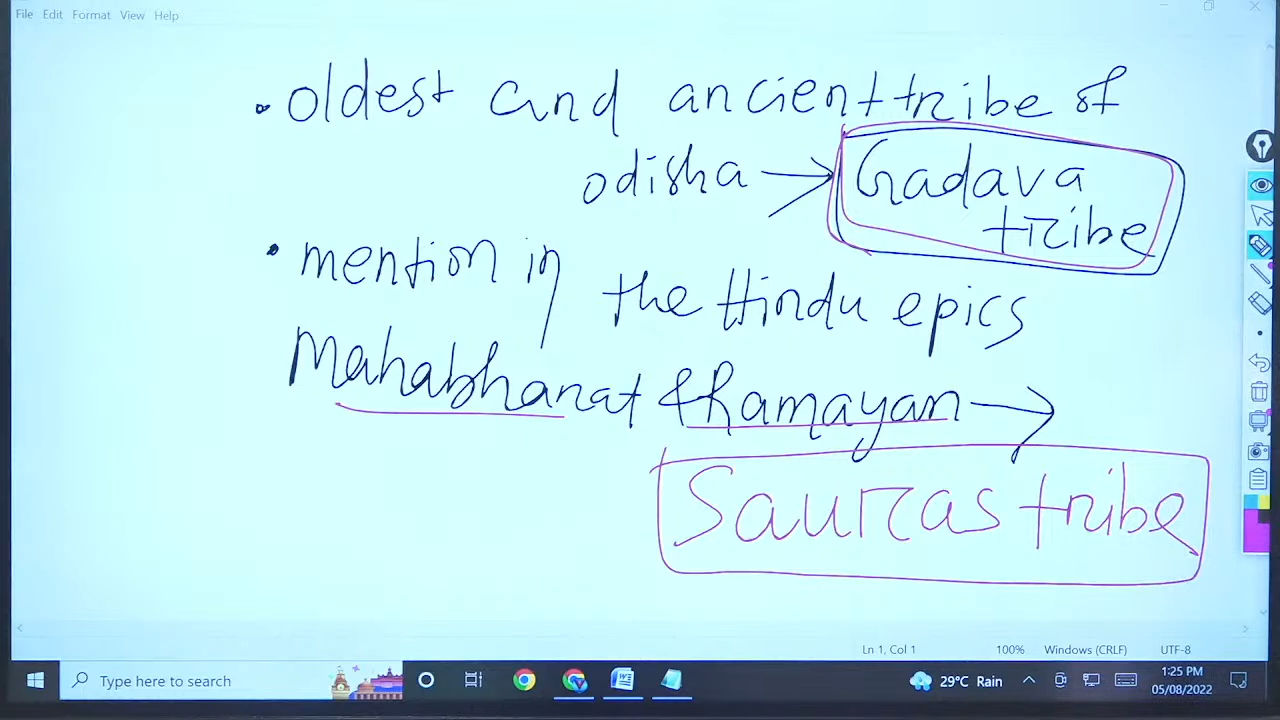 File Edit Format View Help
• oldest and ancient tribe of
odisha → Gadava
tribe
• mention in the Hindu epics
Mahabharat & Ramayan →
Sauras tribe
Ln 1, Col 1 100% Windows (CRLF) UTF-8
Type here to search
29°C Rain
1:25 PM
05/08/2022